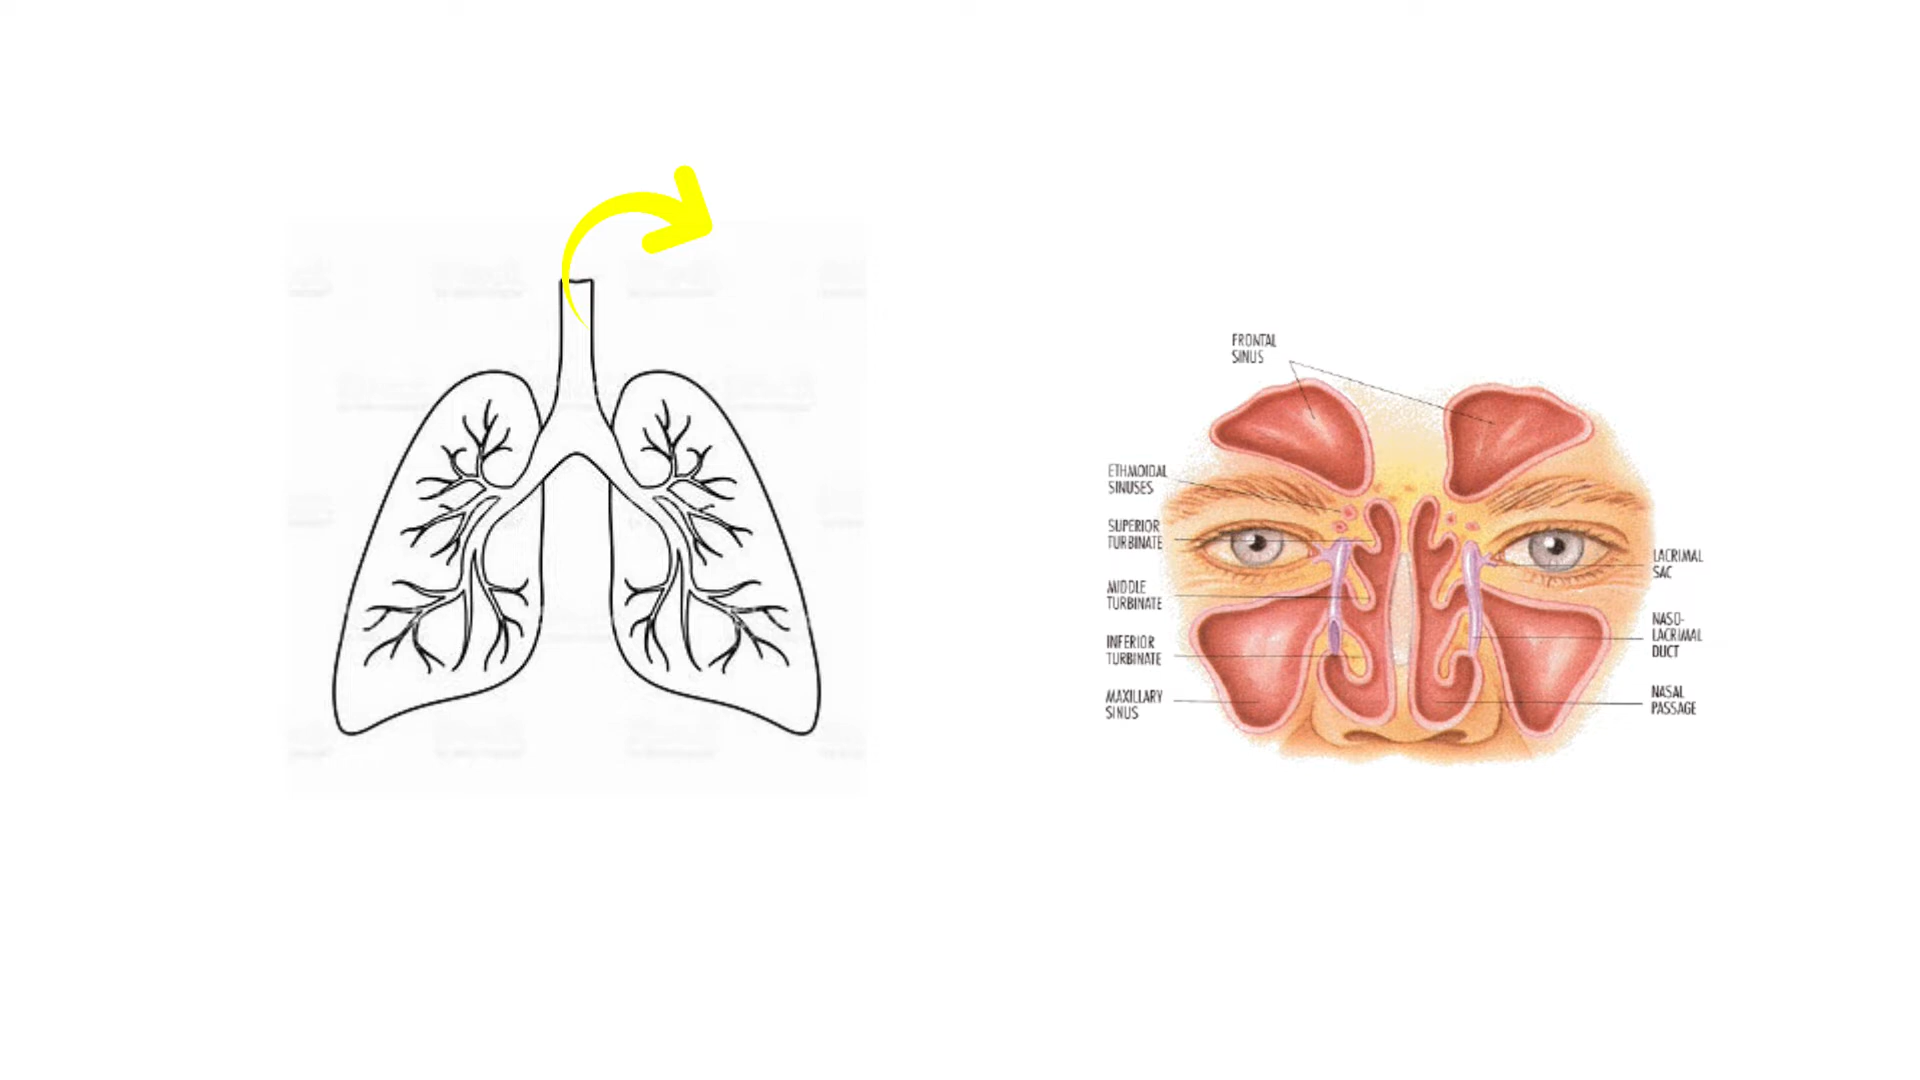 FRONTAL
SINUS
ETHMOIDAL
SINUSES
SUPERIOR
TURBINATE
MIDDLE
TURBINATE
INFERIOR
TURBINATE
MAXILLARY
SINUS
LACRIMAL
SAC
NASO-
LACRIMAL
DUCT
NASAL
PASSAGE